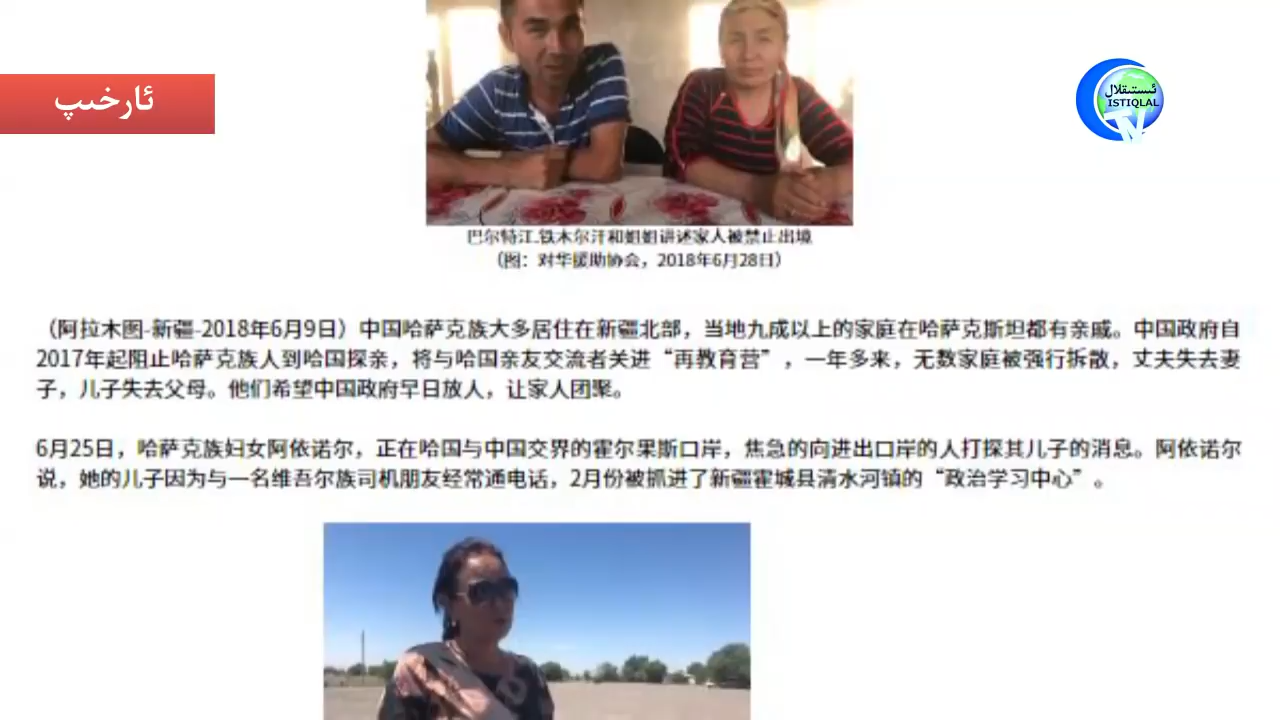 ئارخىپ
ئىستىقلال
ISTIQLAL
TV
巴尔特江.铁木尔汗和姐姐讲述家人被禁止出境
（图：对华援助协会，2018年6月28日）
（阿拉木图-新疆-2018年6月9日）中国哈萨克族大多居住在新疆北部，当地九成以上的家庭在哈萨克斯坦都有亲戚。中国政府自
2017年起阻止哈萨克族人到哈国探亲，将与哈国亲友交流者关进“再教育营”，一年多来，无数家庭被强行拆散，丈夫失去妻
子，儿子失去父母。他们希望中国政府早日放人，让家人团聚。
6月25日，哈萨克族妇女阿依诺尔，正在哈国与中国交界的霍尔果斯口岸，焦急的向进出口岸的人打探其儿子的消息。阿依诺尔
说，她的儿子因为与一名维吾尔族司机朋友经常通电话，2月份被抓进了新疆霍城县清水河镇的“政治学习中心”。